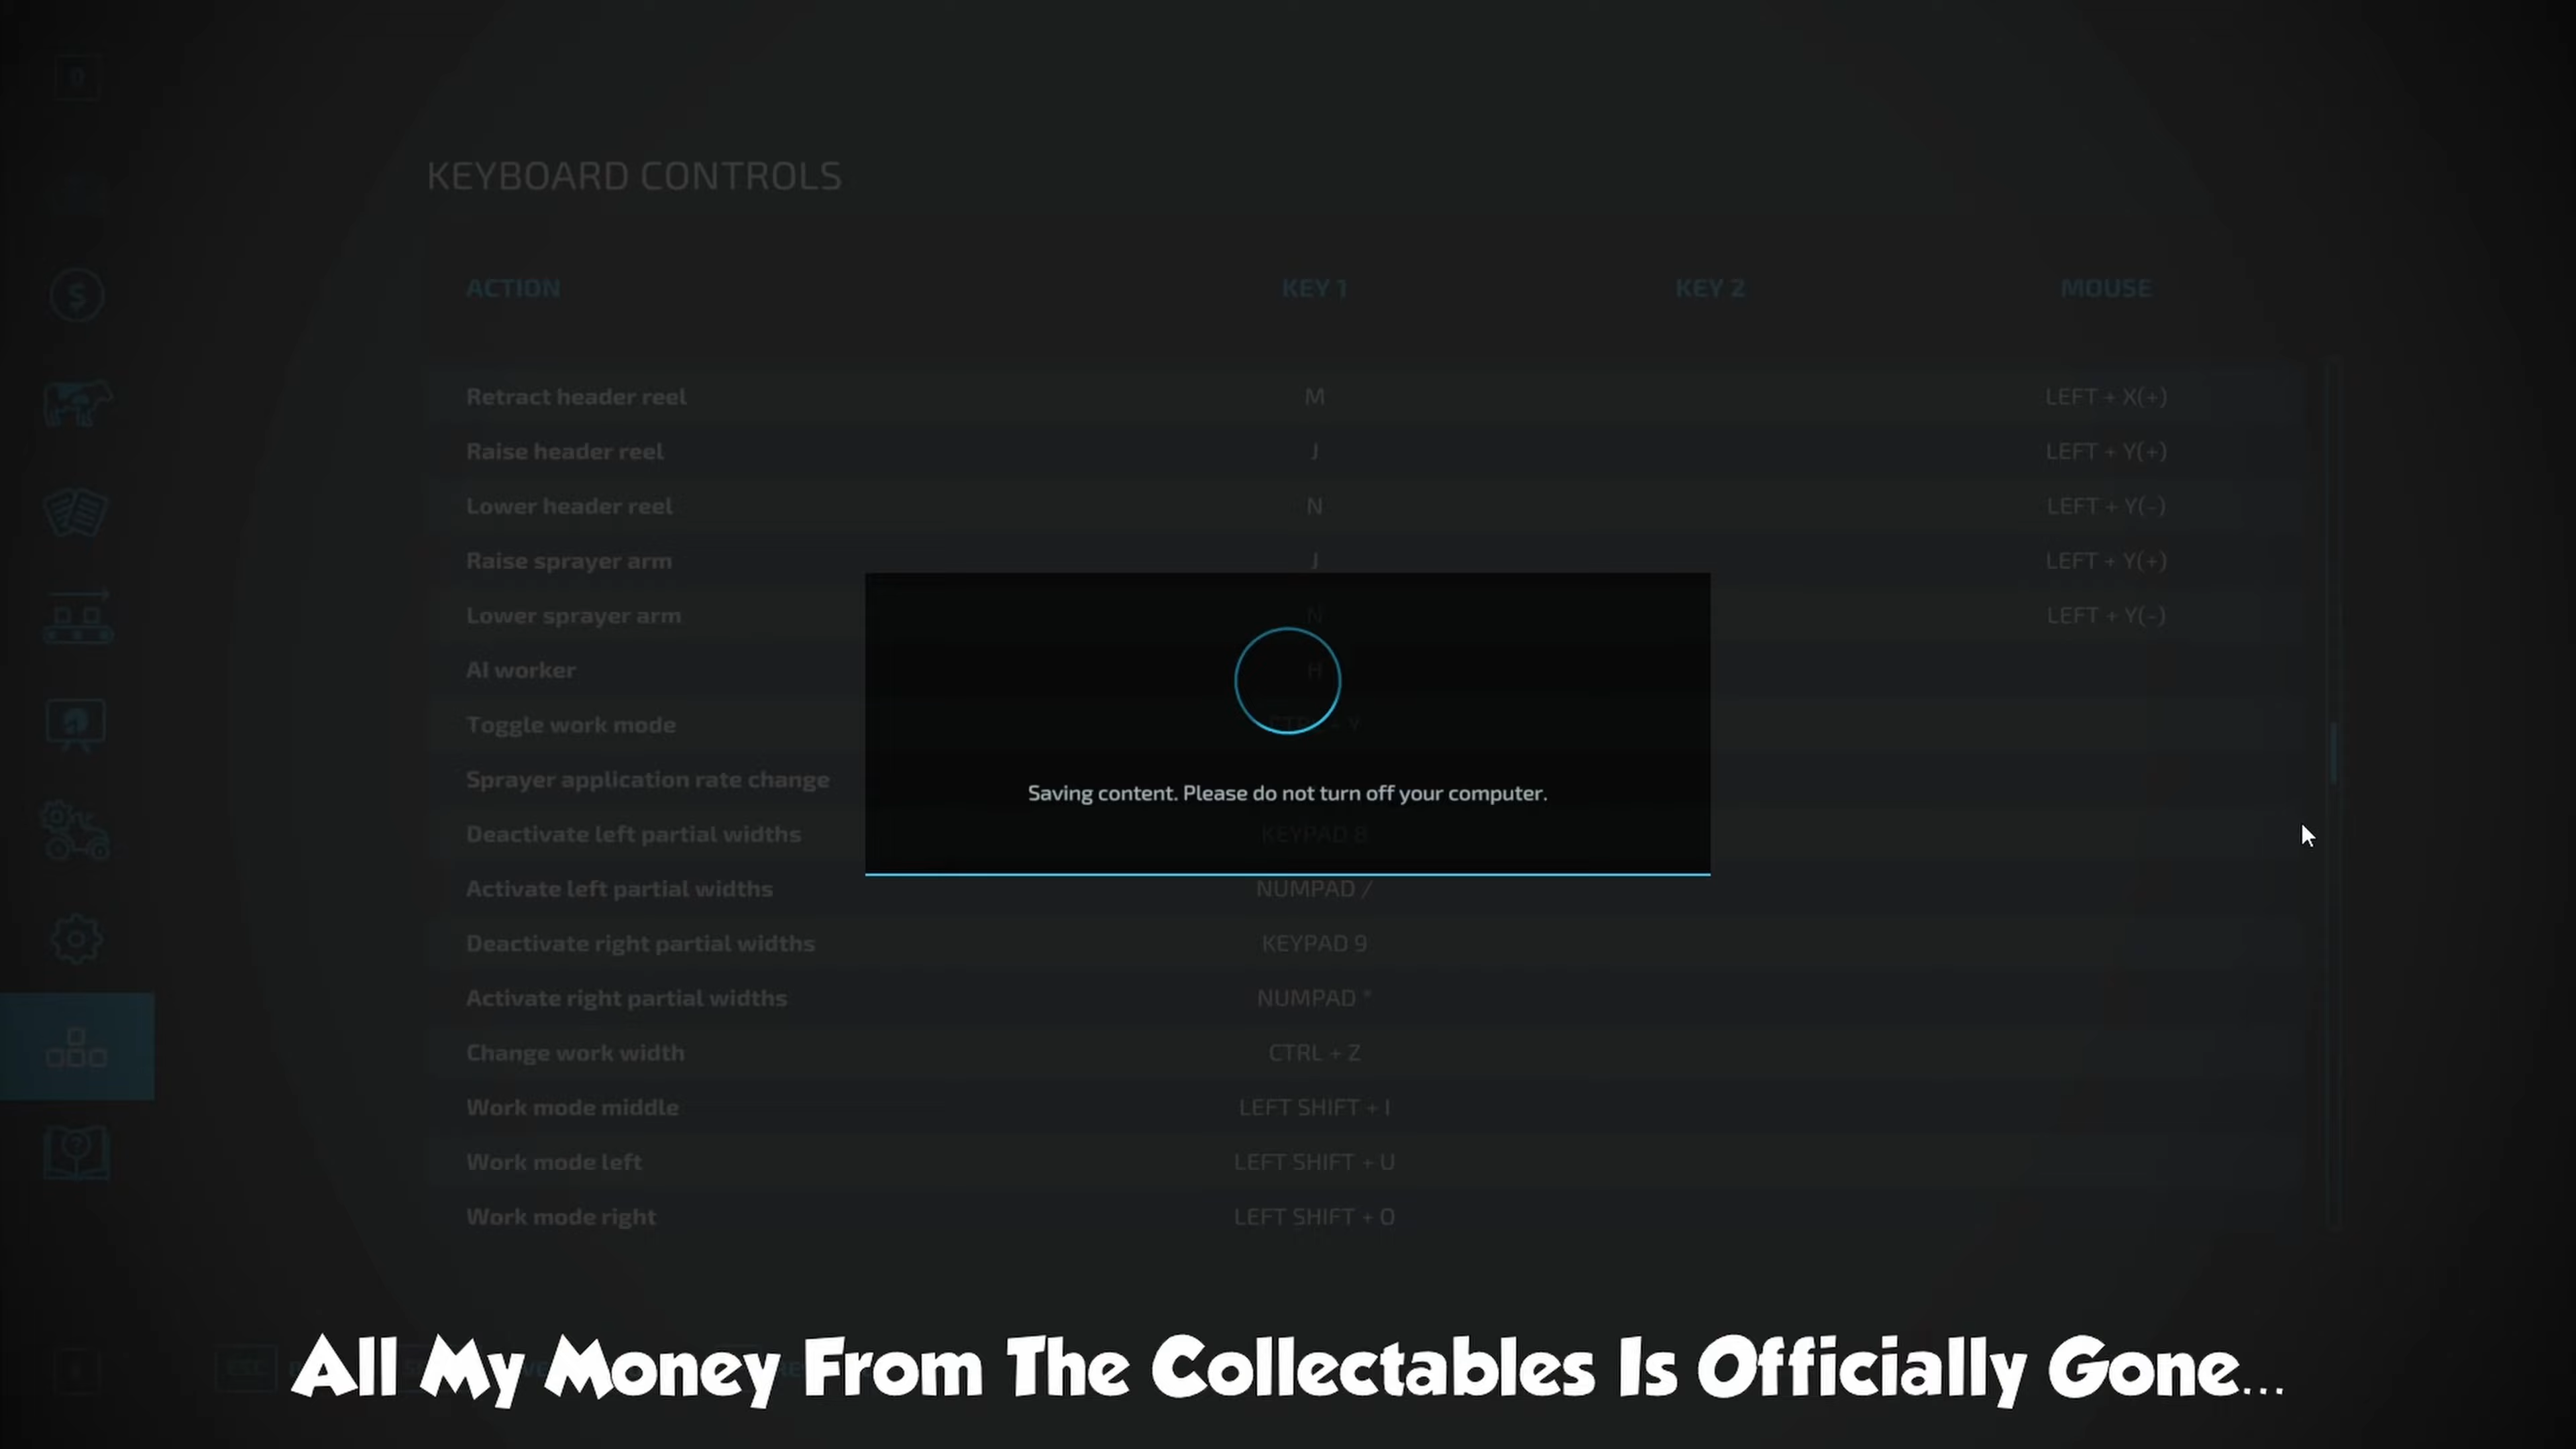 KEYBOARD CONTROLS
ACTION KEY 1 KEY 2 MOUSE
Retract header reel M LEFT + X(+)
Raise header reel J LEFT + Y(+)
Lower header reel N LEFT + Y(-)
Raise sprayer arm J LEFT + Y(+)
Lower sprayer arm N LEFT + Y(-)
AI worker H
Toggle work mode
Sprayer application rate change
Saving content. Please do not turn off your computer.
Deactivate left partial widths KEYPAD 8
Activate left partial widths NUMPAD /
Deactivate right partial widths KEYPAD 9
Activate right partial widths NUMPAD *
Change work width CTRL + Z
Work mode middle LEFT SHIFT + I
Work mode left LEFT SHIFT + U
Work mode right LEFT SHIFT + O
All My Money From The Collectables Is Officially Gone...